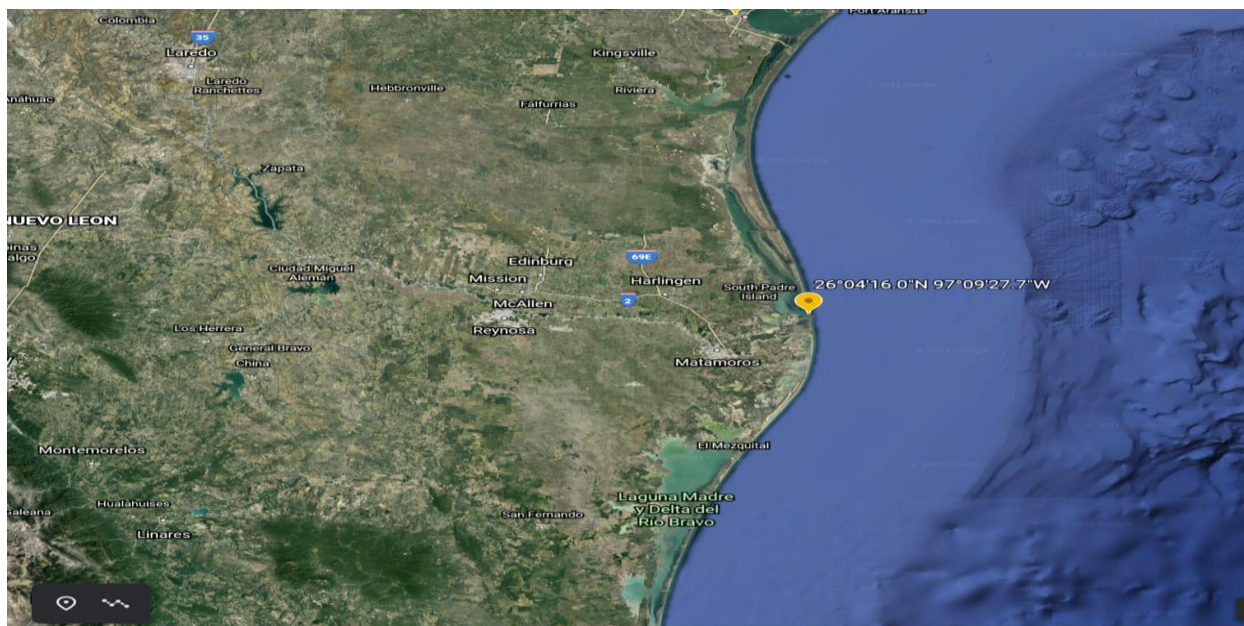 Colombia
Port Aransas
35
Laredo
Kingsville
Laredo
Ranchettes
Hebbronville
Riviera
Anáhuac
Falfurrias
Zapata
NUEVO LEON
69E
Edinburg
Ciudad Miguel
Aleman
Mission
Harlingen
South Padre
Island
26°04'16.0"N 97°09'27.7"W
McAllen
2
Los Herrera
Reynosa
General Bravo
China
Matamoros
Montemorelos
El Mezquital
Laguna Madre
y Delta del
Río Bravo
Hualahuises
Galeana
San Fernando
Linares